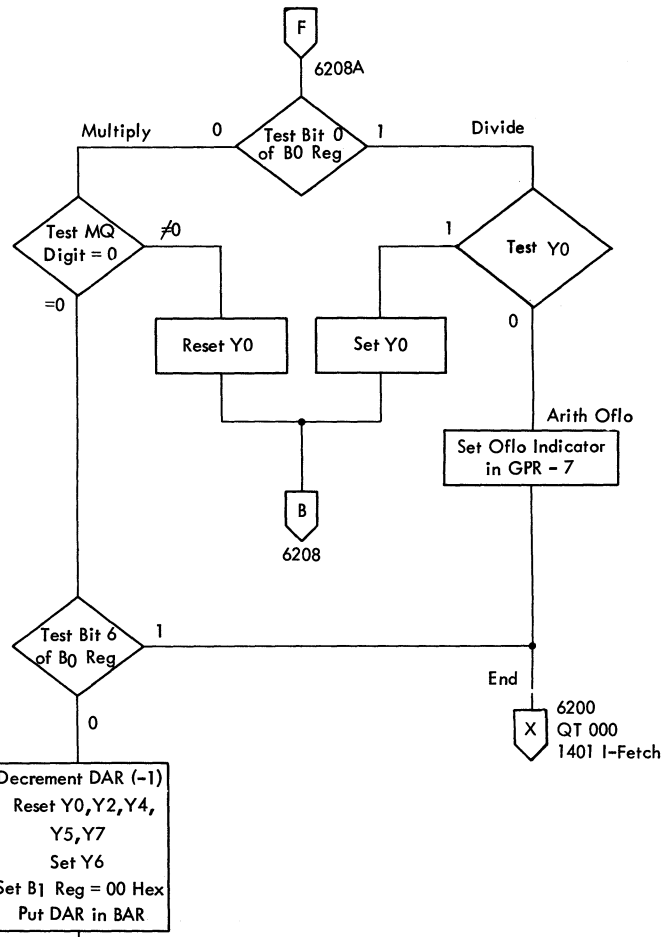 F
6208A
Multiply
0
Test Bit 0
of B0 Reg
1
Divide
Test MQ
Digit = 0
≠0
=0
1
Test Y0
0
Reset Y0
Set Y0
Arith Oflo
Set Oflo Indicator
in GPR - 7
B
6208
Test Bit 6
of B0 Reg
1
End
X
6200
QT 000
1401 I-Fetch
0
Decrement DAR (-1)
Reset Y0,Y2,Y4,
Y5,Y7
Set Y6
Set B1 Reg = 00 Hex
Put DAR in BAR